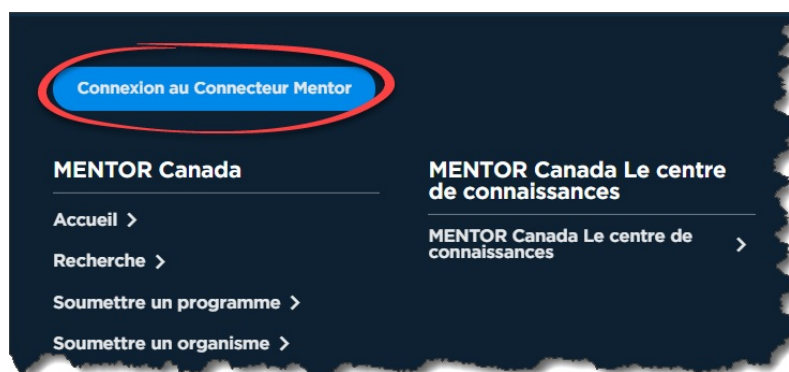 Connexion au Connecteur Mentor
MENTOR Canada
Accueil >
Recherche >
Soumettre un programme >
Soumettre un organisme >
MENTOR Canada Le centre
de connaissances
MENTOR Canada Le centre de
connaissances >